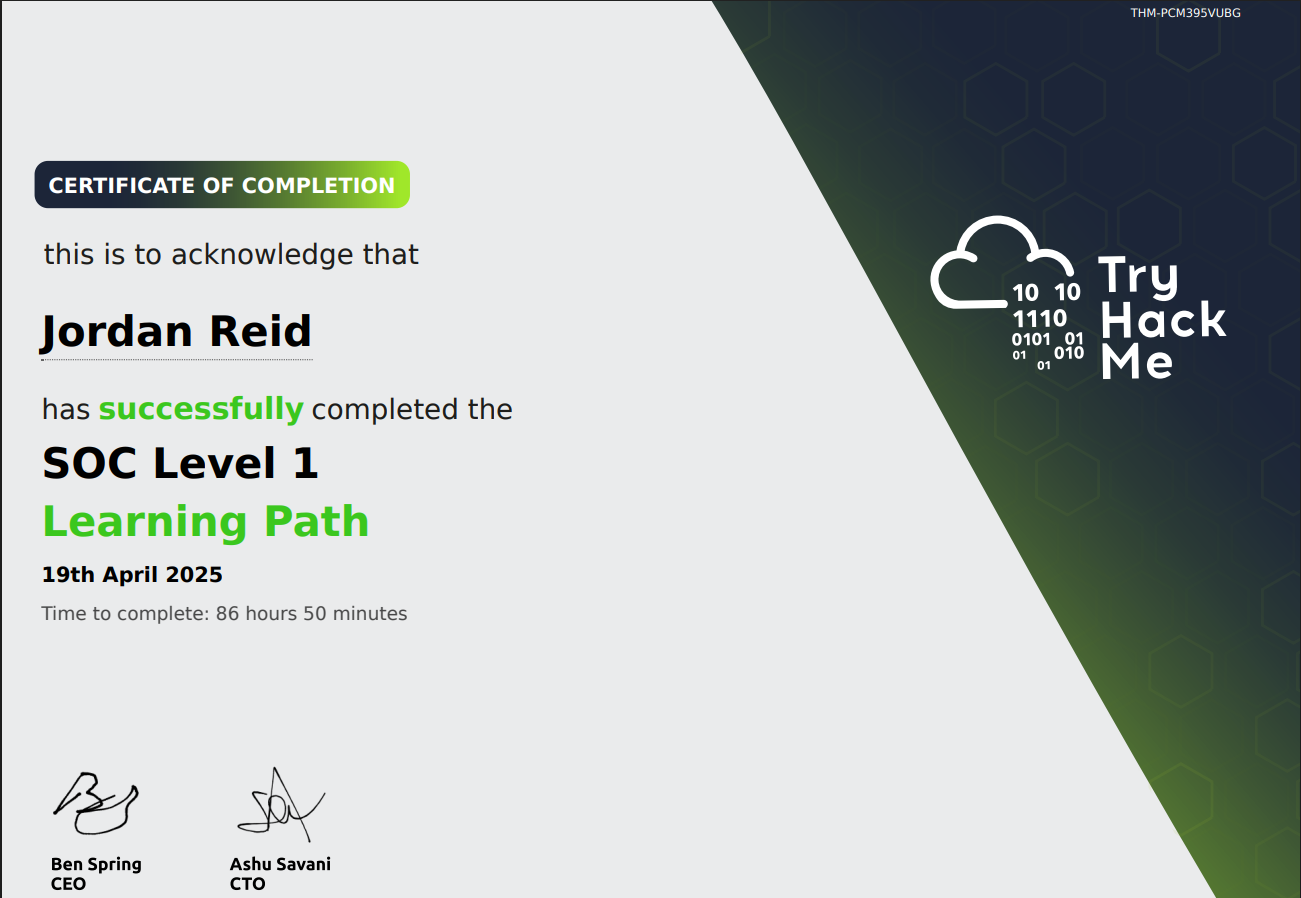 THM-PCM395VUBG
CERTIFICATE OF COMPLETION
this is to acknowledge that
Jordan Reid
has successfully completed the
SOC Level 1
Learning Path
19th April 2025
Time to complete: 86 hours 50 minutes
10 10
1110
0101 01
01 010
01
Try
Hack
Me
Ben Spring
CEO
Ashu Savani
CTO